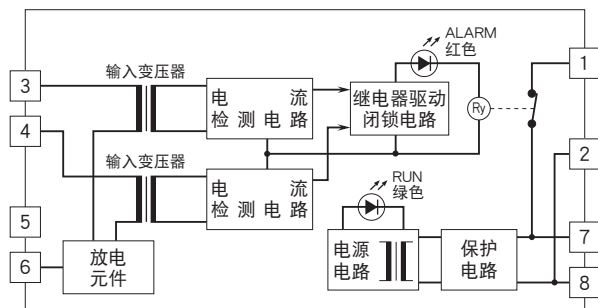 ALARM
红色
1
3
输入变压器
电 流
检 测 电 路
继电器驱动
闭锁电路
Ry
4
2
输入变压器
电 流
检 测 电 路
RUN
绿色
5
7
6
放电
元件
电源
电路
保护
电路
8